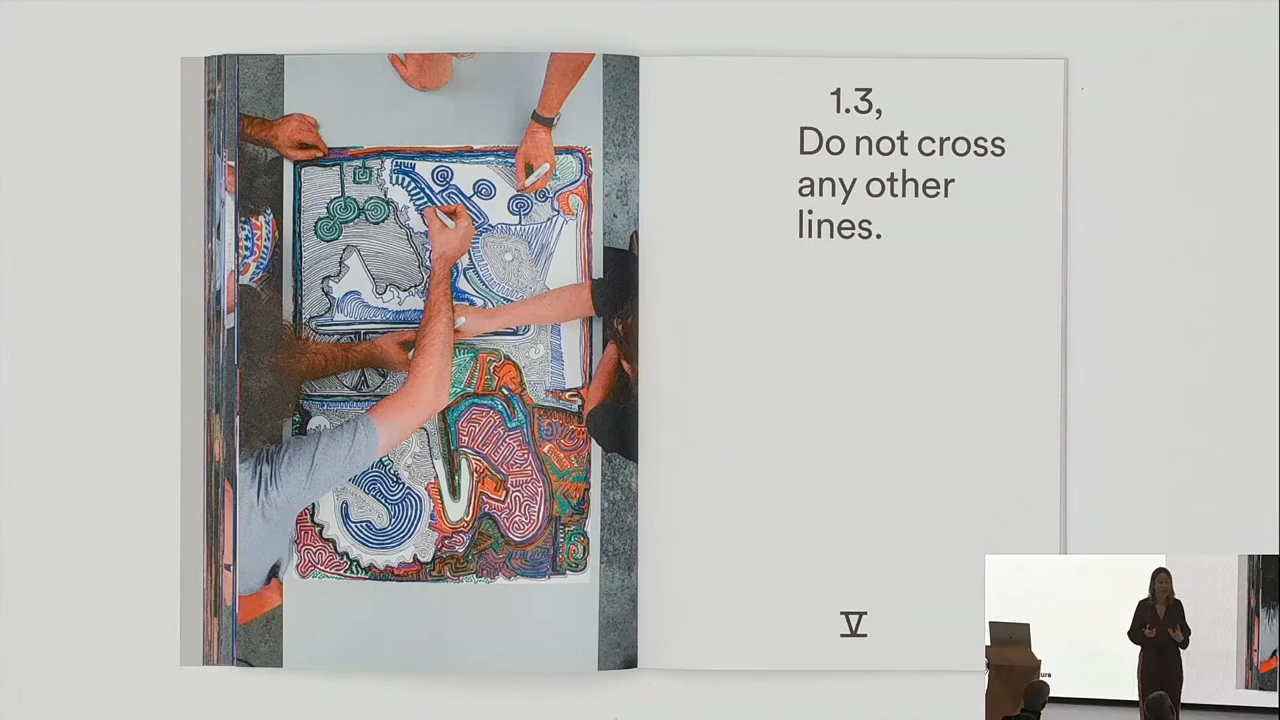 1.3,
Do not cross
any other
lines.
V